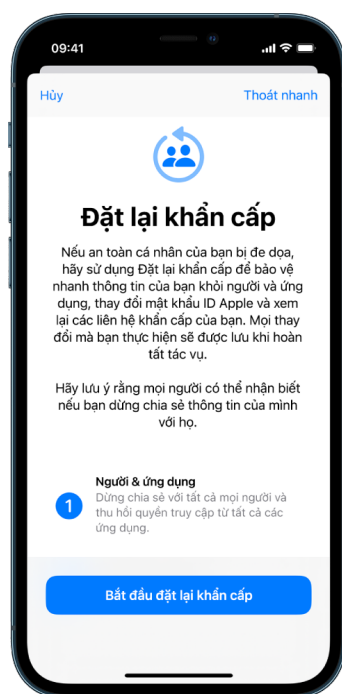 09:41
Hủy
Thoát nhanh
Đặt lại khẩn cấp
Nếu an toàn cá nhân của bạn bị đe dọa,
hãy sử dụng Đặt lại khẩn cấp để bảo vệ
nhanh thông tin của bạn khỏi người và ứng
dụng, thay đổi mật khẩu ID Apple và xem
lại các liên hệ khẩn cấp của bạn. Mọi thay
đổi mà bạn thực hiện sẽ được lưu khi hoàn
tất tác vụ.
Hãy lưu ý rằng mọi người có thể nhận biết
nếu bạn dừng chia sẻ thông tin của mình
với họ.
1
Người & ứng dụng
Dừng chia sẻ với tất cả mọi người và
thu hồi quyền truy cập từ tất cả các
ứng dụng.
Bắt đầu đặt lại khẩn cấp